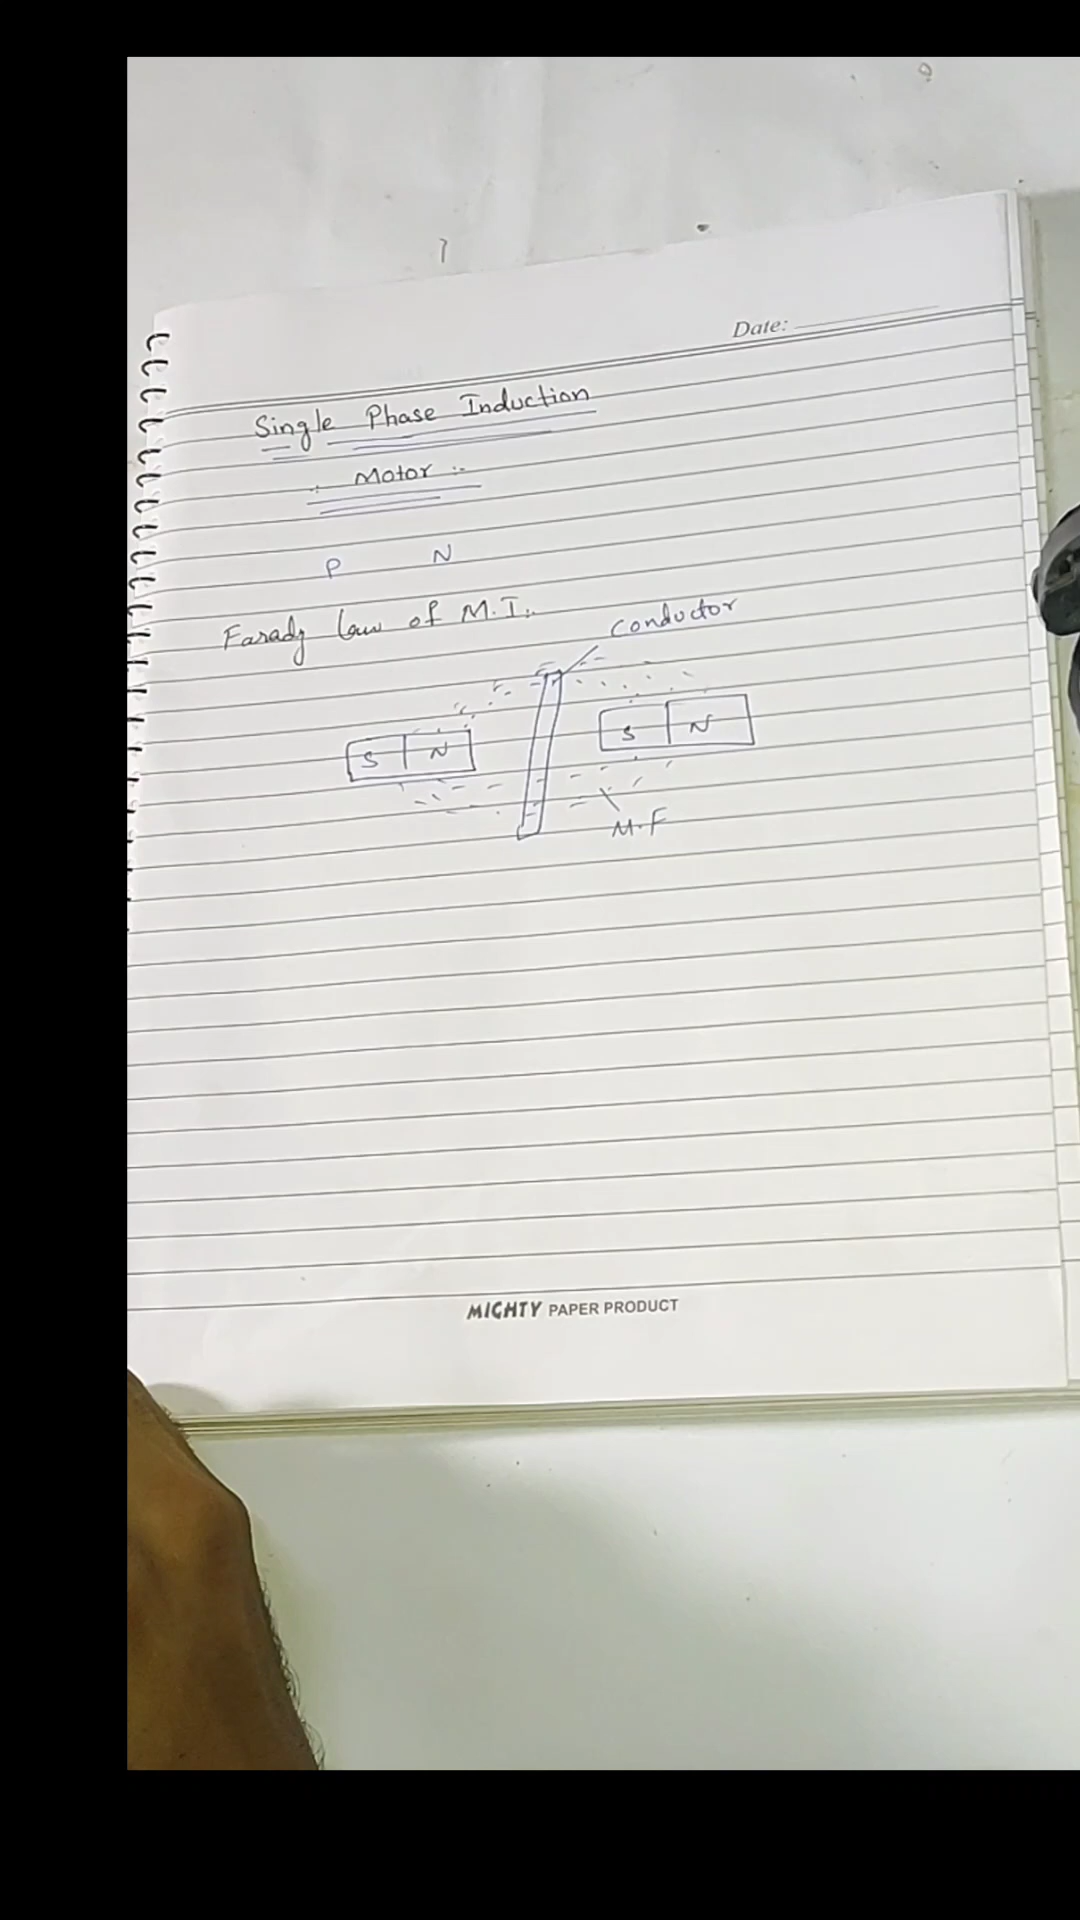 Date:
Single Phase Induction
Motor :-
P N
Farady law of M.I.
Conductor
S N
S N
M.F
MIGHTY PAPER PRODUCT